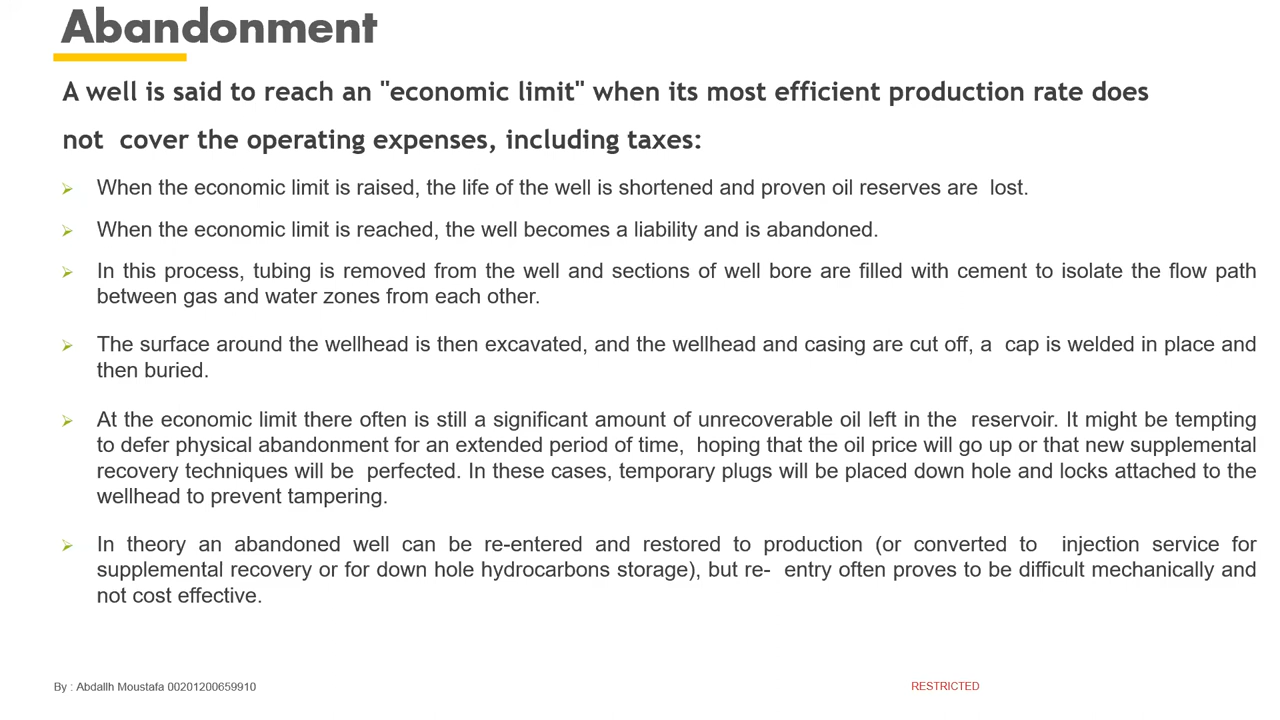 Abandonment
A well is said to reach an "economic limit" when its most efficient production rate does
not cover the operating expenses, including taxes:
When the economic limit is raised, the life of the well is shortened and proven oil reserves are lost.
When the economic limit is reached, the well becomes a liability and is abandoned.
In this process, tubing is removed from the well and sections of well bore are filled with cement to isolate the flow path
between gas and water zones from each other.
The surface around the wellhead is then excavated, and the wellhead and casing are cut off, a cap is welded in place and
then buried.
At the economic limit there often is still a significant amount of unrecoverable oil left in the reservoir. It might be tempting
to defer physical abandonment for an extended period of time, hoping that the oil price will go up or that new supplemental
recovery techniques will be perfected. In these cases, temporary plugs will be placed down hole and locks attached to the
wellhead to prevent tampering.
In theory an abandoned well can be re-entered and restored to production (or converted to injection service for
supplemental recovery or for down hole hydrocarbons storage), but re- entry often proves to be difficult mechanically and
not cost effective.
By : Abdallh Moustafa 00201200659910
RESTRICTED